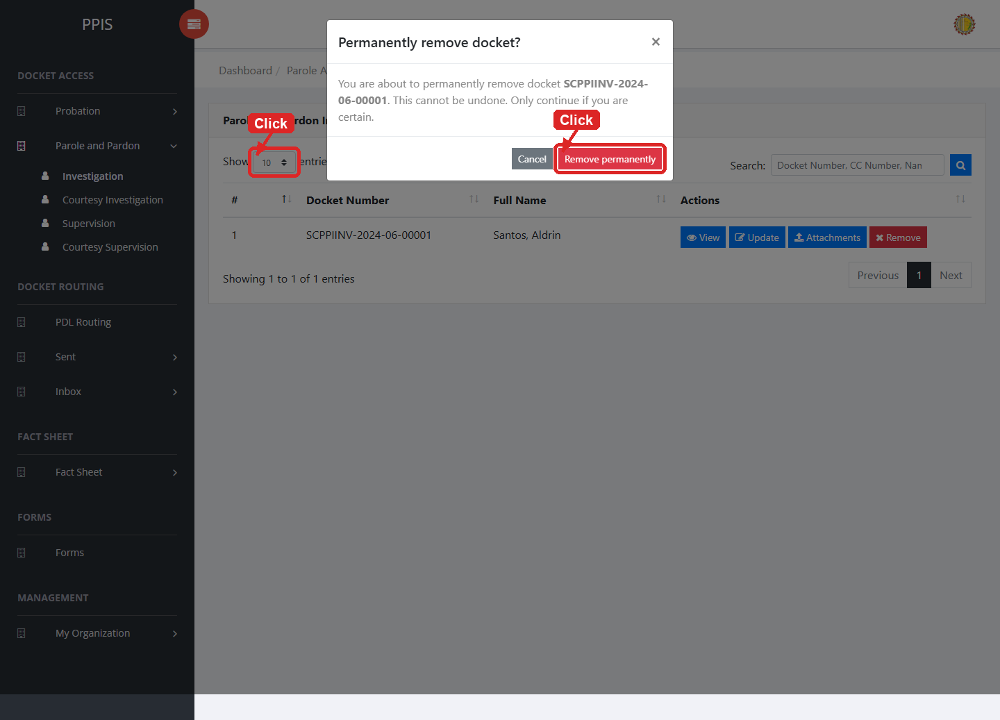 PPIS
Permanently remove docket?
×
Dashboard / Parole A
You are about to permanently remove docket SCPPIINV-2024-
06-00001. This cannot be undone. Only continue if you are
certain.
Cancel
Remove permanently
Click
Click
DOCKET ACCESS
Probation
Parole and Pardon
Investigation
Courtesy Investigation
Supervision
Courtesy Supervision
DOCKET ROUTING
PDL Routing
Sent
Inbox
FACT SHEET
Fact Sheet
FORMS
Forms
MANAGEMENT
My Organization
Paro rdon I
Show 10 entrie
Search: Docket Number, CC Number, Nan
# Docket Number Full Name Actions
1 SCPPIINV-2024-06-00001 Santos, Aldrin View Update Attachments Remove
Showing 1 to 1 of 1 entries
Previous 1 Next